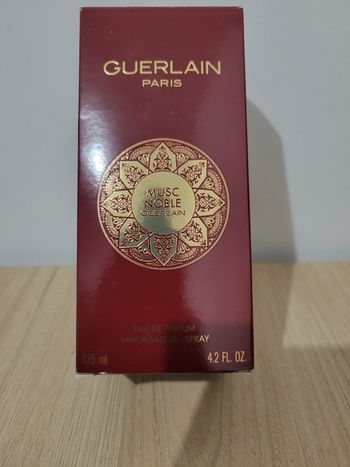 GUERLAIN
PARIS
MUSC
NOBLE
GUERLAIN
EAU DE PARFUM
VAPORISATEUR - SPRAY
125 ml
4.2 FL. OZ.